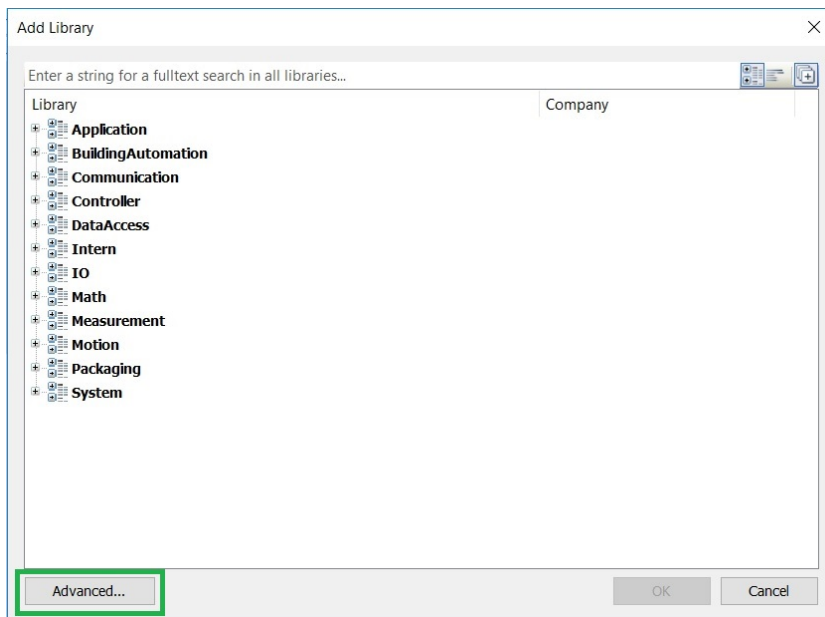 Add Library
Enter a string for a fulltext search in all libraries...
Library Company
Application
BuildingAutomation
Communication
Controller
DataAccess
Intern
IO
Math
Measurement
Motion
Packaging
System
Advanced... OK Cancel